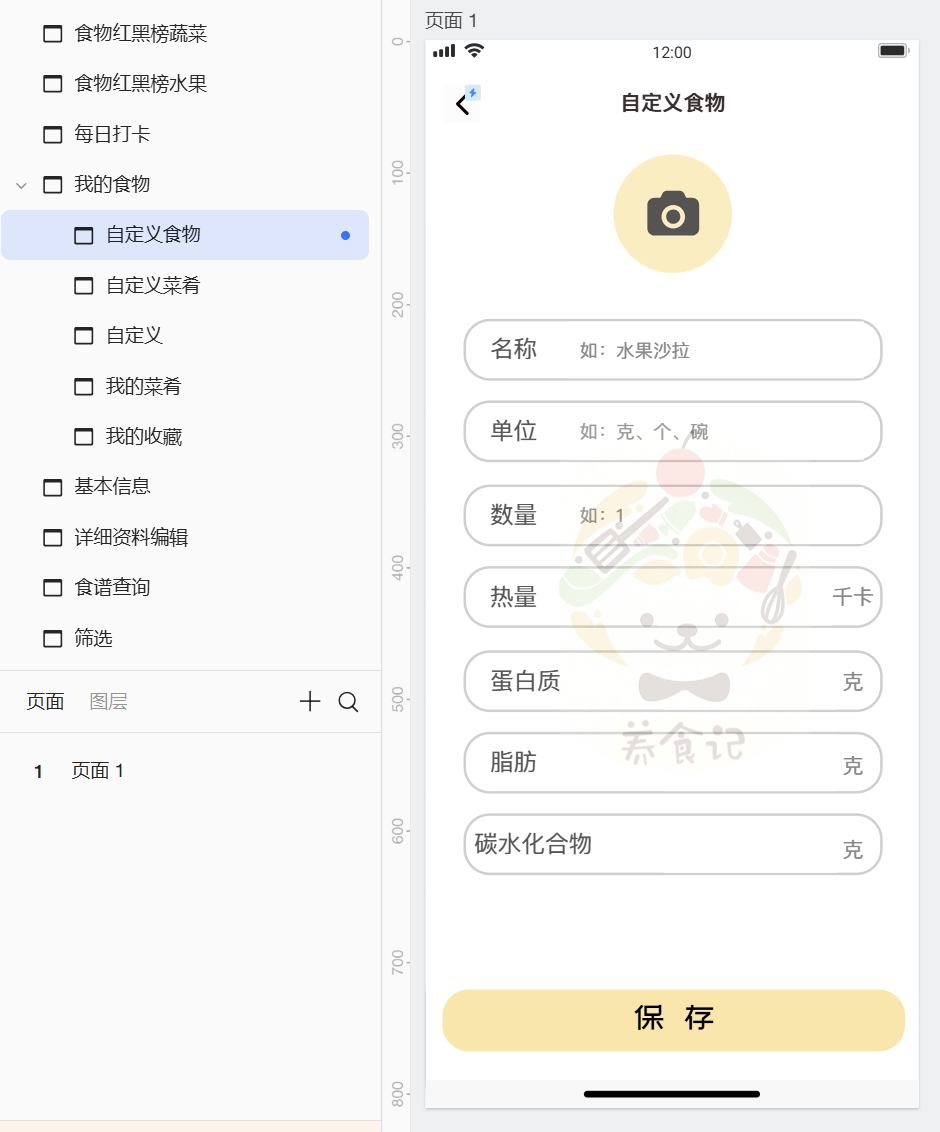 食物红黑榜蔬菜
食物红黑榜水果
每日打卡
我的食物
自定义食物
自定义菜肴
自定义
我的菜肴
我的收藏
基本信息
详细资料编辑
食谱查询
筛选
页面 图层
1 页面 1
0
100
200
300
400
500
600
700
800
页面 1
12:00
自定义食物
名称 如：水果沙拉
单位 如：克、个、碗
数量 如：1
热量 千卡
蛋白质 克
养食记
脂肪 克
碳水化合物 克
保 存